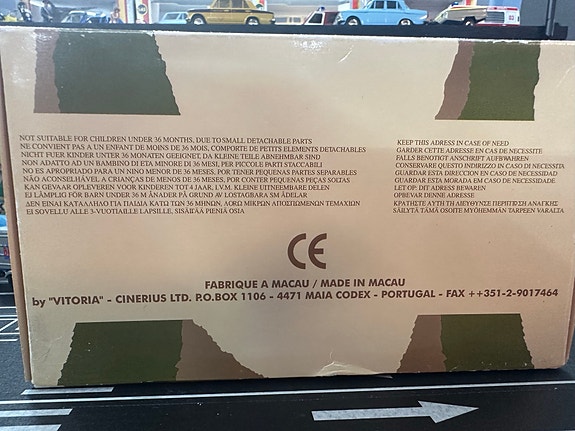 NOT SUITABLE FOR CHILDREN UNDER 36 MONTHS, DUE TO SMALL DETACHABLE PARTS
NE CONVIENT PAS A UN ENFANT DE MOINS DE 36 MOIS, COMPORTE DE PETITS ELEMENTS DETACHABLES
NICHT FUER KINDER UNTER 36 MONATEN GEEIGNET, DA KLEINE TEILE ABNEHMBAR SIND
NON ADATTO AD UN BAMBINO DI ETA MINORE DI 36 MESI, PER PICCOLE PARTI STACCABILI
NO ES APROPRIADO PARA UN NINO MENOR DE 36 MESES, POR TENER PEQUENAS PARTES SEPARABLES
NÃO ACONSELHÁVEL A CRIANÇAS DE MENOS DE 36 MESES, POR CONTER PEQUENAS PEÇAS SOLTAS
KAN GEVAAR OPLEVEREN VOOR KINDEREN TOT 4 JAAR, I.V.M. KLEINE UITNEEMBARE DELEN
EJ LÄMPLIG FÖR BARN UNDER 36 MÅNADER PÅ GRUND AV LOSTAGBARA SMÅDELAR
ΔΕΝ ΕΙΝΑΙ ΚΑΤΑΛΛΗΛΟ ΓΙΑ ΠΑΙΔΙΑ ΚΑΤΩ ΤΩΝ 36 ΜΗΝΩΝ, ΛΟΓΩ ΜΙΚΡΩΝ ΑΠΟΣΠΩΜΕΝΩΝ ΤΕΜΑΧΙΩΝ
EI SOVELLU ALLE 3-VUOTIAILLE LAPSILLE, SISÄITÄÄ PIENIÄ OSIA
KEEP THIS ADRESS IN CASE OF NEED
GARDER CETTE ADRESSE EN CAS DE NECESSITE
FALLS BENOTIGT ANSCHRIFT AUFBWAHREN
CONSERVARE QUESTO INDIRIZZO IN CASO DI NECESSITA
GUARDAR ESTA DIRECCION EN CASO DE NECESSIDAD
GUARDAR ESTA MORADA EM CASO DE NECESSIDADE
LET OP: DIT ADRESS BEWAREN
OPBEVAR DENNE ADRESSE
ΚΡΑΤΗΣΤΕ ΑΥΤΗ ΤΗ ΔΙΕΥΘΥΝΣΕ ΠΕΡΙΠΤΩΣΗ ΑΝΑΓΚΗΣ
SÄILYTÄ TÄMÄ OSOITE MYÖHEMMÄN TARPEEN VARALTA
CE
FABRIQUE A MACAU / MADE IN MACAU
by "VITORIA" - CINERIUS LTD. P.O.BOX 1106 - 4471 MAIA CODEX - PORTUGAL - FAX ++351-2-9017464